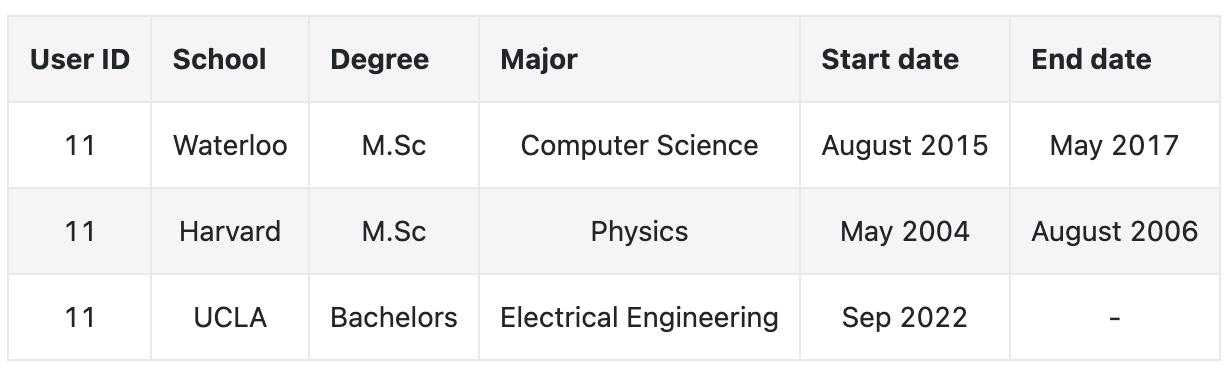 User ID School Degree Major Start date End date
11 Waterloo M.Sc Computer Science August 2015 May 2017
11 Harvard M.Sc Physics May 2004 August 2006
11 UCLA Bachelors Electrical Engineering Sep 2022 -